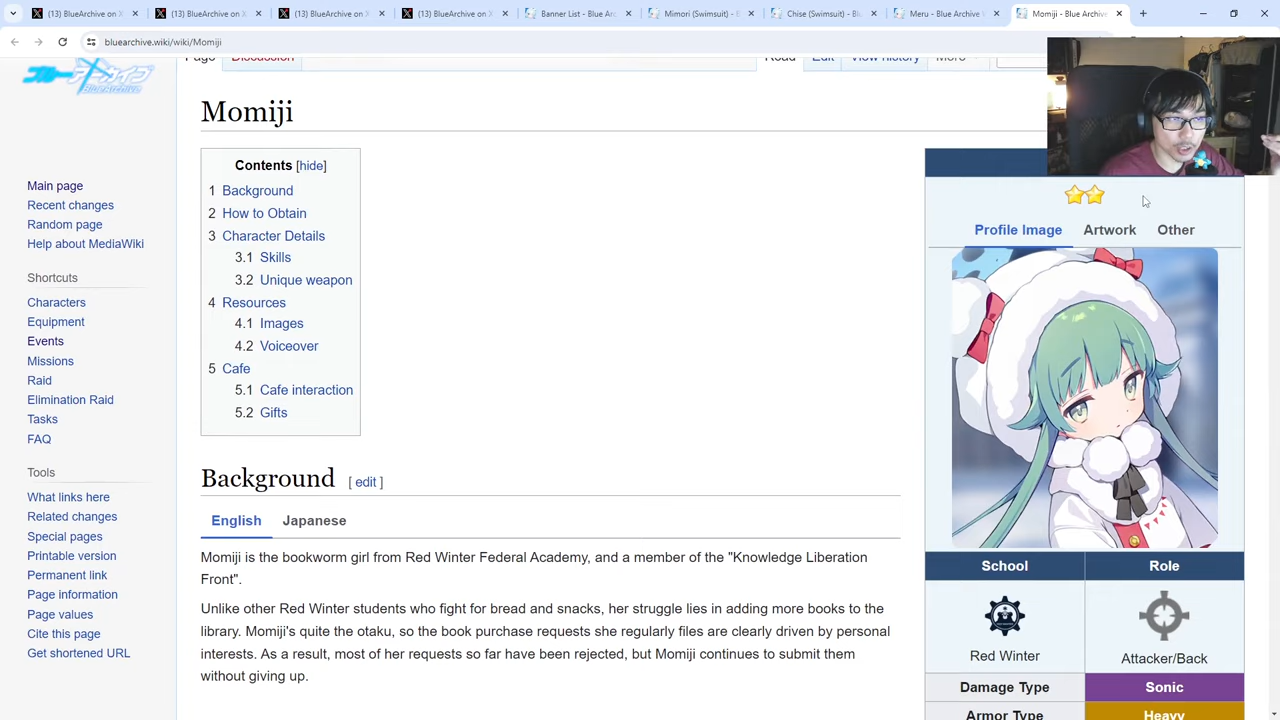 (13) BlueArchive on X
(13) BlueArchive on X
(13) BlueArchive on X
(13) BlueArchive on X
Banner List - Blue Arc
Mimori (Swimsuit) - B
Chise (Swimsuit) - Blu
Meru - Blue Archive W
Momiji - Blue Archive
bluearchive.wiki/wiki/Momiji
ブルーアーカイブ
BlueArchive
Page
Discussion
Read
Edit
View history
More
Momiji
Contents [hide]
1 Background
2 How to Obtain
3 Character Details
3.1 Skills
3.2 Unique weapon
4 Resources
4.1 Images
4.2 Voiceover
5 Cafe
5.1 Cafe interaction
5.2 Gifts
Main page
Recent changes
Random page
Help about MediaWiki
Shortcuts
Characters
Equipment
Events
Missions
Raid
Elimination Raid
Tasks
FAQ
Tools
What links here
Related changes
Special pages
Printable version
Permanent link
Page information
Page values
Cite this page
Get shortened URL
Background [ edit ]
English Japanese
Momiji is the bookworm girl from Red Winter Federal Academy, and a member of the "Knowledge Liberation
Front".
Unlike other Red Winter students who fight for bread and snacks, her struggle lies in adding more books to the
library. Momiji's quite the otaku, so the book purchase requests she regularly files are clearly driven by personal
interests. As a result, most of her requests so far have been rejected, but Momiji continues to submit them
without giving up.
Profile Image Artwork Other
School Role
Red Winter Attacker/Back
Damage Type Sonic
Armor Type Heavy